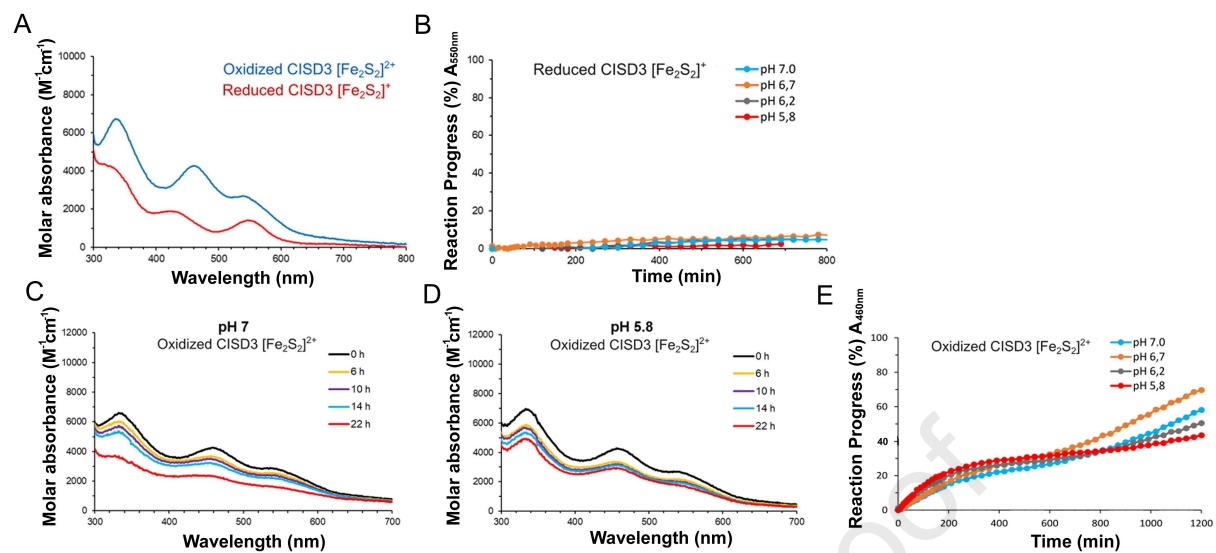 A
Molar absorbance (M⁻¹cm⁻¹)
10000
8000
6000
4000
2000
0
Oxidized CISD3 [Fe₂S₂]²⁺
Reduced CISD3 [Fe₂S₂]⁺
300 400 500 600 700 800
Wavelength (nm)
B
Reaction Progress (%) A₅₅₀ₙₘ
100
80
60
40
20
0
Reduced CISD3 [Fe₂S₂]⁺
pH 7.0
pH 6,7
pH 6,2
pH 5,8
0 200 400 600 800
Time (min)
C
Molar absorbance (M⁻¹cm⁻¹)
12000
10000
8000
6000
4000
2000
0
pH 7
Oxidized CISD3 [Fe₂S₂]²⁺
0 h
6 h
10 h
14 h
22 h
300 400 500 600 700
Wavelength (nm)
D
Molar absorbance (M⁻¹cm⁻¹)
12000
10000
8000
6000
4000
2000
0
pH 5.8
Oxidized CISD3 [Fe₂S₂]²⁺
0 h
6 h
10 h
14 h
22 h
300 400 500 600 700
Wavelength (nm)
E
Reaction Progress (%) A₄₆₀ₙₘ
100
80
60
40
20
0
Oxidized CISD3 [Fe₂S₂]²⁺
pH 7.0
pH 6,7
pH 6,2
pH 5,8
0 200 400 600 800 1000 1200
Time (min)
oof